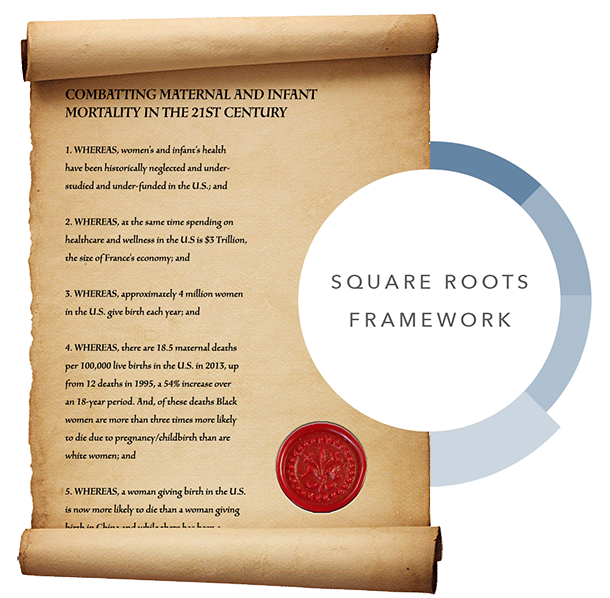 COMBATTING MATERNAL AND INFANT
MORTALITY IN THE 21ST CENTURY
1. WHEREAS, women's and infant's health
have been historically neglected and under-
studied and under-funded in the U.S.; and
2. WHEREAS, at the same time spending on
healthcare and wellness in the U.S is $3 Trillion,
the size of France's economy; and
3. WHEREAS, approximately 4 million women
in the U.S. give birth each year; and
4. WHEREAS, there are 18.5 maternal deaths
per 100,000 live births in the U.S. in 2013, up
from 12 deaths in 1995, a 54% increase over
an 18-year period. And, of these deaths Black
women are more than three times more likely
to die due to pregnancy/childbirth than are
white women; and
5. WHEREAS, a woman giving birth in the U.S.
is now more likely to die than a woman giving
birth in China and while there has been a
SQUARE ROOTS
FRAMEWORK